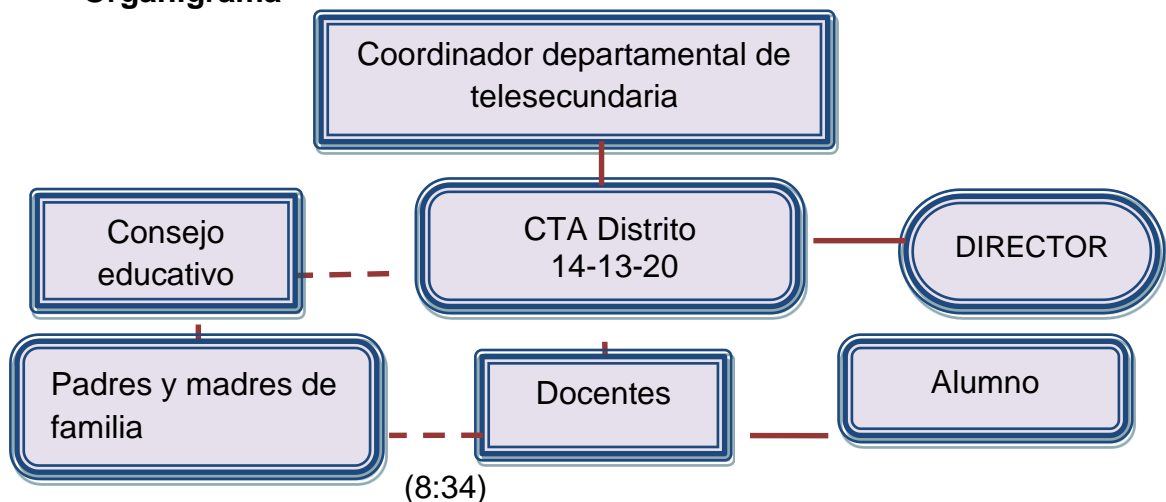 Organigrama
Coordinador departamental de
telesecundaria
Consejo
educativo
CTA Distrito
14-13-20
DIRECTOR
Padres y madres de
familia
Docentes
Alumno
(8:34)